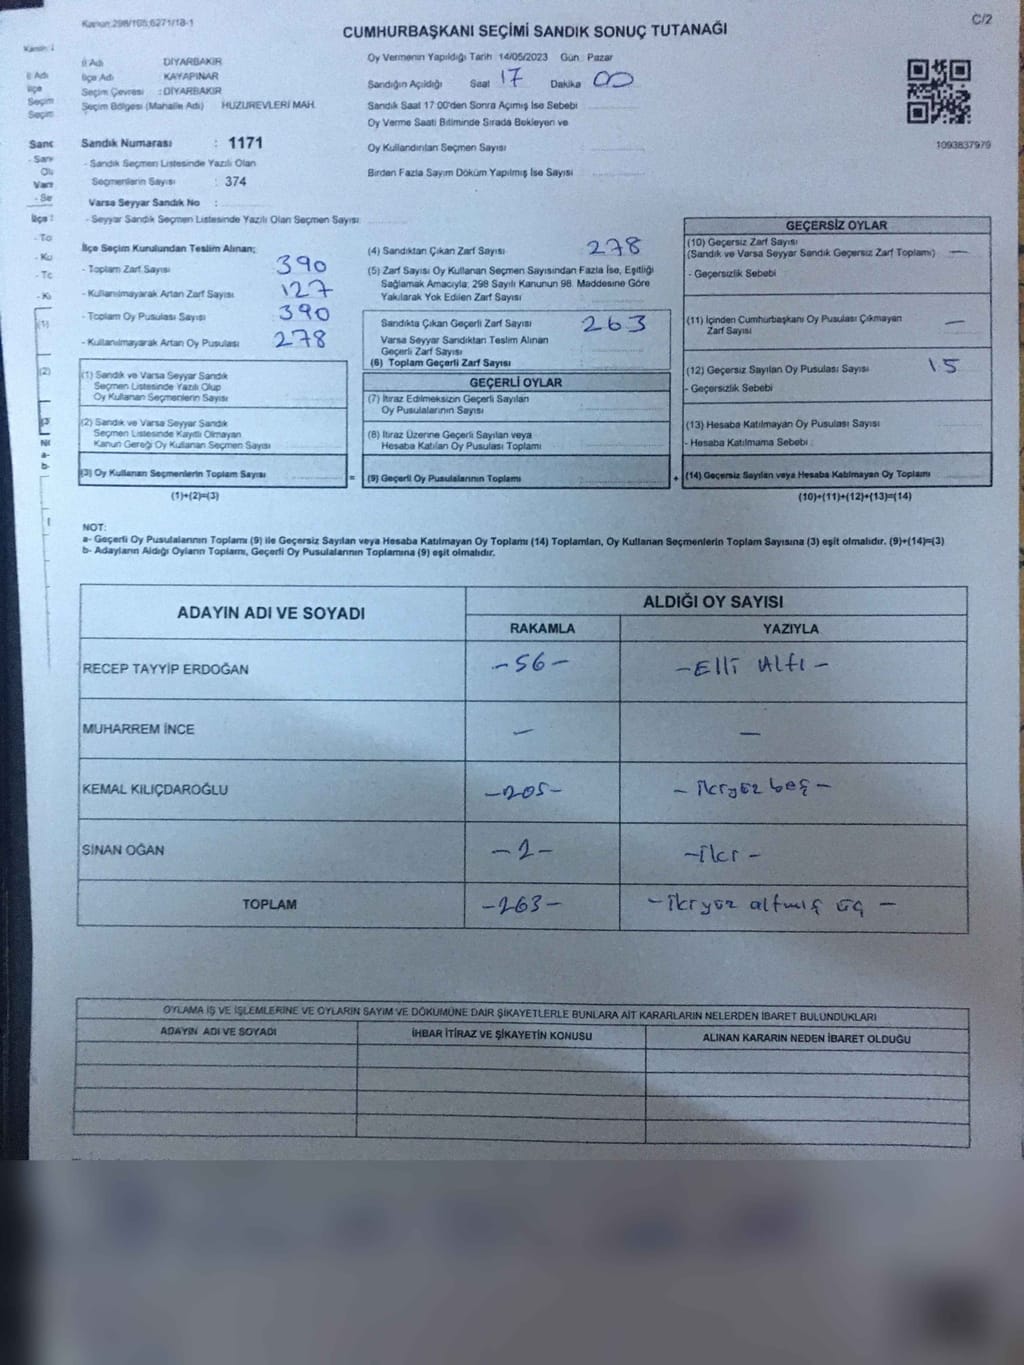 Kanun:298/105,6271/18-1
C/2
CUMHURBAŞKANI SEÇİMİ SANDIK SONUÇ TUTANAĞI
İl Adı DİYARBAKIR
İlçe Adı KAYAPINAR
Seçim Çevresi : DİYARBAKIR
Seçim Bölgesi (Mahalle Adı) HUZUREVLERİ MAH.
Oy Vermenin Yapıldığı Tarih 14/05/2023 Gün : Pazar
Sandığın Açıldığı Saat 17 Dakika 00
Sandık Saat 17:00'den Sonra Açımış İse Sebebi
Oy Verme Saati Bitiminde Sırada Bekleyen ve
Oy Kullandırılan Seçmen Sayısı
Birden Fazla Sayım Döküm Yapılmış İse Sayısı
1093837979
Sandık Numarası : 1171
- Sandık Seçmen Listesinde Yazılı Olan
Seçmenlerin Sayısı : 374
Varsa Seyyar Sandık No :
- Seyyar Sandık Seçmen Listesinde Yazılı Olan Seçmen Sayısı
İlçe Seçim Kurulundan Teslim Alınan;
- Toplam Zarf Sayısı 390
- Kullanılmayarak Artan Zarf Sayısı 127
- Toplam Oy Pusulası Sayısı 390
- Kullanılmayarak Artan Oy Pusulası 278
(1) Sandık ve Varsa Seyyar Sandık
Seçmen Listesinde Yazılı Olup
Oy Kullanan Seçmenlerin Sayısı
(2) Sandık ve Varsa Seyyar Sandık
Seçmen Listesinde Kayıtlı Olmayan
Kanun Gereği Oy Kullanan Seçmen Sayısı
(3) Oy Kullanan Seçmenlerin Toplam Sayısı
(1)+(2)=(3)
(4) Sandıktan Çıkan Zarf Sayısı 278
(5) Zarf Sayısı Oy Kullanan Seçmen Sayısından Fazla İse, Eşitliği
Sağlamak Amacıyla; 298 Sayılı Kanunun 98. Maddesine Göre
Yakılarak Yok Edilen Zarf Sayısı
Sandıkta Çıkan Geçerli Zarf Sayısı 263
Varsa Seyyar Sandıktan Teslim Alınan
Geçerli Zarf Sayısı
(6) Toplam Geçerli Zarf Sayısı
GEÇERLİ OYLAR
(7) İtiraz Edilmeksizin Geçerli Sayılan
Oy Pusulalarının Sayısı
(8) İtiraz Üzerine Geçerli Sayılan veya
Hesaba Katılan Oy Pusulası Toplamı
= (9) Geçerli Oy Pusulalarının Toplamı
GEÇERSİZ OYLAR
(10) Geçersiz Zarf Sayısı
(Sandık ve Varsa Seyyar Sandık Geçersiz Zarf Toplamı) —
- Geçersizlik Sebebi
(11) İçinden Cumhurbaşkanı Oy Pusulası Çıkmayan
Zarf Sayısı —
(12) Geçersiz Sayılan Oy Pusulası Sayısı 15
- Geçersizlik Sebebi
(13) Hesaba Katılmayan Oy Pusulası Sayısı
- Hesaba Katılmama Sebebi :
+ (14) Geçersiz Sayılan veya Hesaba Katılmayan Oy Toplamı
(10)+(11)+(12)+(13)=(14)
NOT:
a- Geçerli Oy Pusulalarının Toplamı (9) ile Geçersiz Sayılan veya Hesaba Katılmayan Oy Toplamı (14) Toplamları, Oy Kullanan Seçmenlerin Toplam Sayısına (3) eşit olmalıdır. (9)+(14)=(3)
b- Adayların Aldığı Oyların Toplamı, Geçerli Oy Pusulalarının Toplamına (9) eşit olmalıdır.
ADAYIN ADI VE SOYADI ALDIĞI OY SAYISI
RAKAMLA YAZIYLA
RECEP TAYYİP ERDOĞAN -56- -Elli Altı-
MUHARREM İNCE — —
KEMAL KILIÇDAROĞLU -205- -İkiyüz beş-
SİNAN OĞAN -2- -İki-
TOPLAM -263- -İkiyüz altmış üç-
OYLAMA İŞ VE İŞLEMLERİNE VE OYLARIN SAYIM VE DÖKÜMÜNE DAİR ŞİKAYETLERLE BUNLARA AİT KARARLARIN NELERDEN İBARET BULUNDUKLARI
ADAYIN ADI VE SOYADI İHBAR İTİRAZ VE ŞİKAYETİN KONUSU ALINAN KARARIN NEDEN İBARET OLDUĞU